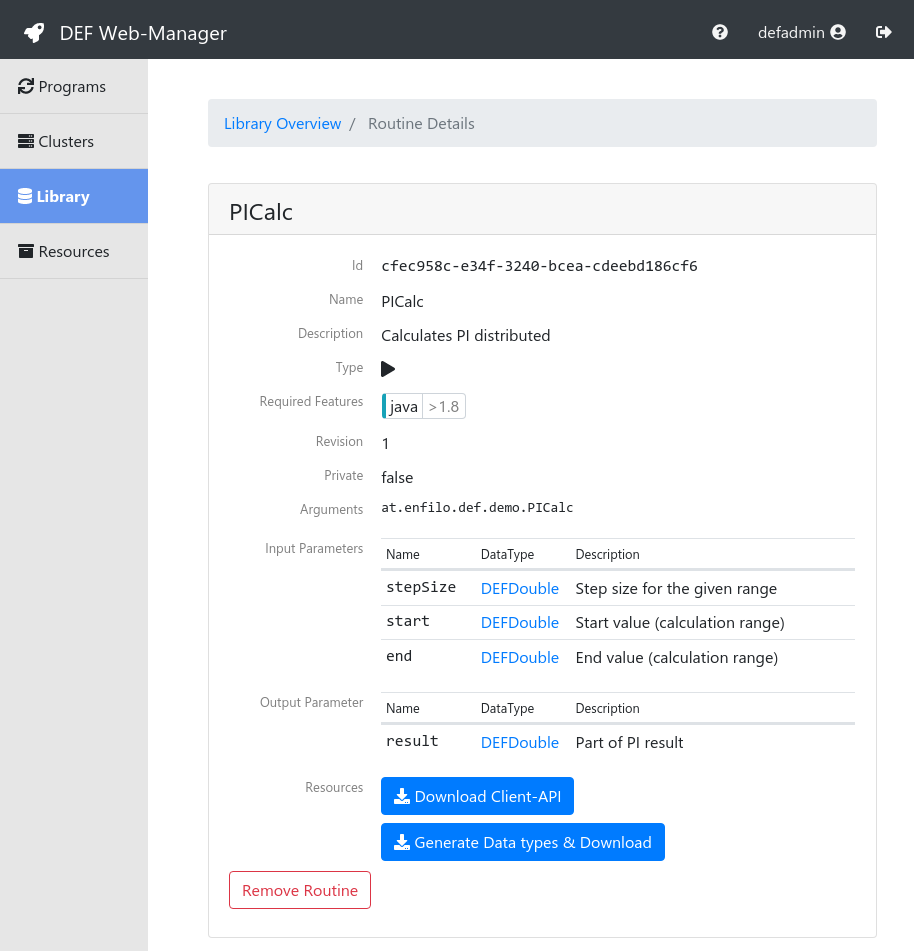 DEF Web-Manager
defadmin
Programs
Clusters
Library
Resources
Library Overview / Routine Details
PICalc
Id cfec958c-e34f-3240-bcea-cdeebd186cf6
Name PICalc
Description Calculates PI distributed
Type
Required Features java >1.8
Revision 1
Private false
Arguments at.enfilo.def.demo.PICalc
Input Parameters Name DataType Description
stepSize DEFDouble Step size for the given range
start DEFDouble Start value (calculation range)
end DEFDouble End value (calculation range)
Output Parameter Name DataType Description
result DEFDouble Part of PI result
Resources Download Client-API
Generate Data types & Download
Remove Routine